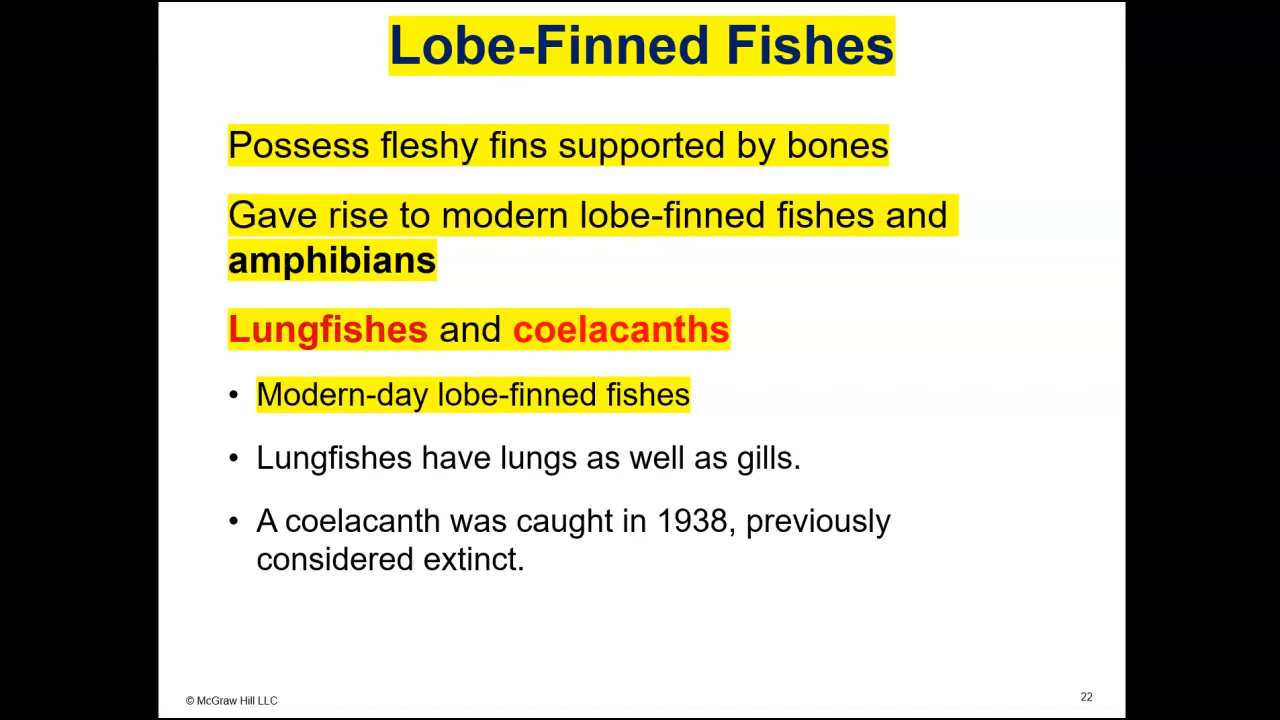 Lobe-Finned Fishes
Possess fleshy fins supported by bones
Gave rise to modern lobe-finned fishes and
amphibians
Lungfishes and coelacanths
• Modern-day lobe-finned fishes
• Lungfishes have lungs as well as gills.
• A coelacanth was caught in 1938, previously
considered extinct.
© McGraw Hill LLC
22